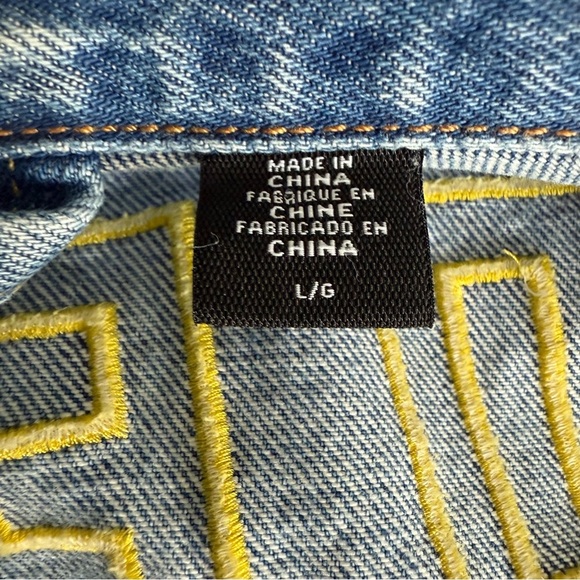 MADE IN
CHINA
FABRIQUE EN
CHINE
FABRICADO EN
CHINA
L/G